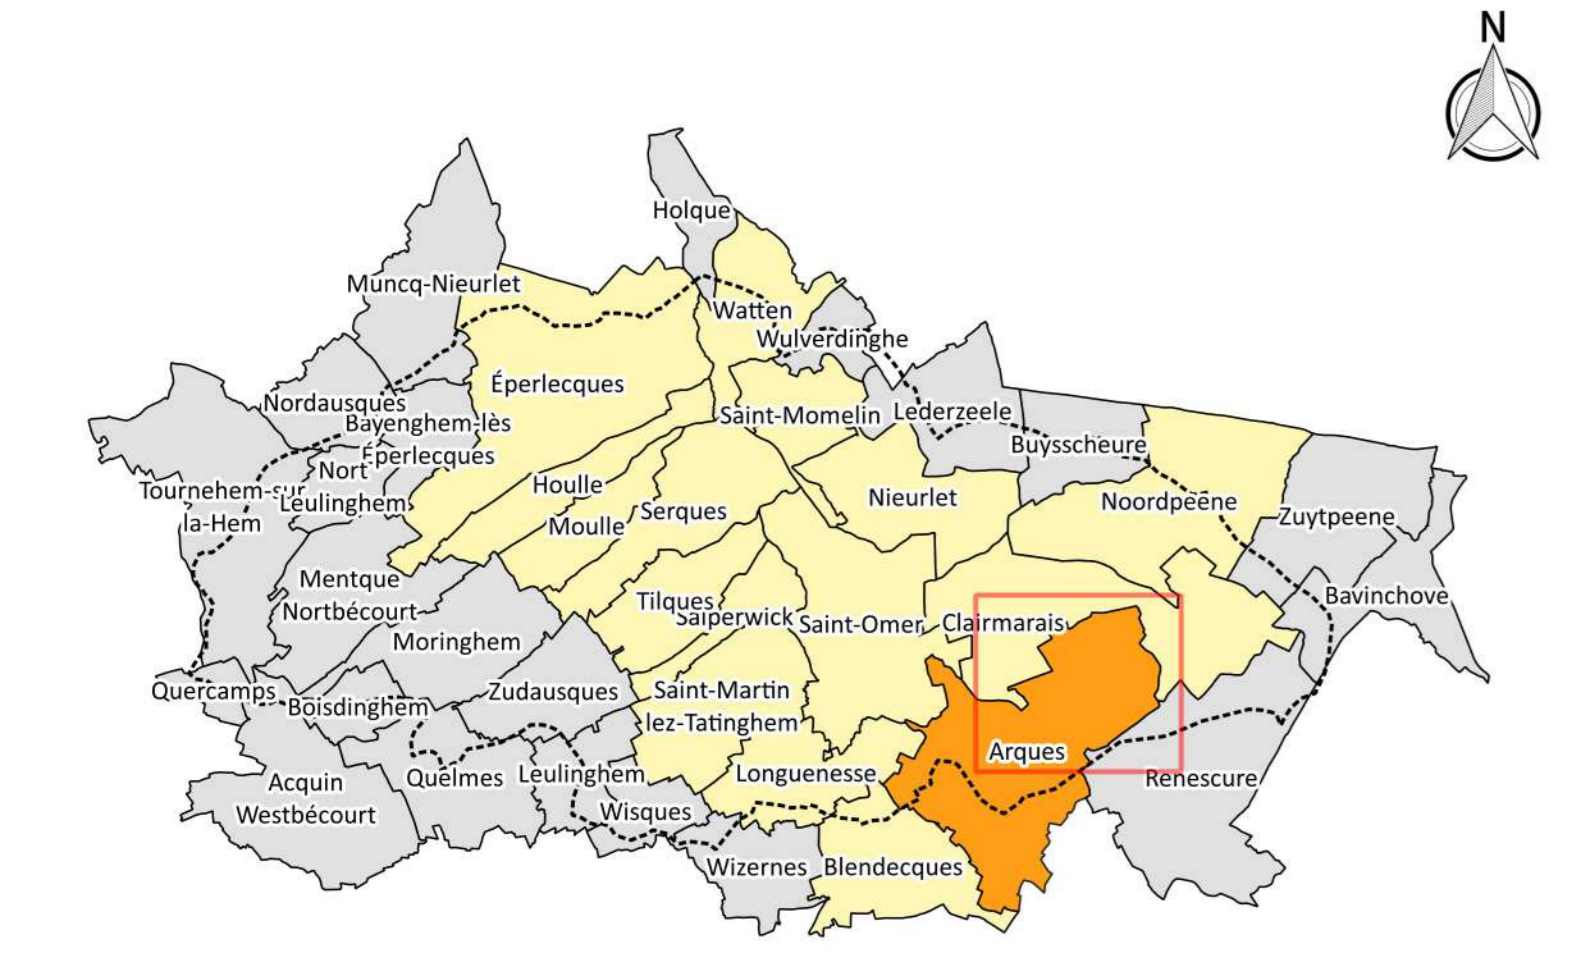 N
Holque
Muncq-Nieurlet
Watten
Wulverdinghe
Éperlecques
Nordausques
Saint-Momelin
Lederzeele
Bayenghem-lès
Éperlecques
Buysscheure
Nort
Leulinghem
Tournehem-sur
la-Hem
Houlle
Nieurlet
Noordpeene
Serques
Moulle
Zuytpeene
Mentque
Nortbécourt
Bavinchove
Tilques
Salperwick
Saint-Omer
Clairmarais
Moringhem
Quercamps
Zudausques
Saint-Martin
lez-Tatinghem
Boisdinghem
Arques
Acquin
Westbécourt
Quelmes
Leulinghem
Longuenesse
Renescure
Wisques
Wizernes
Blendecques